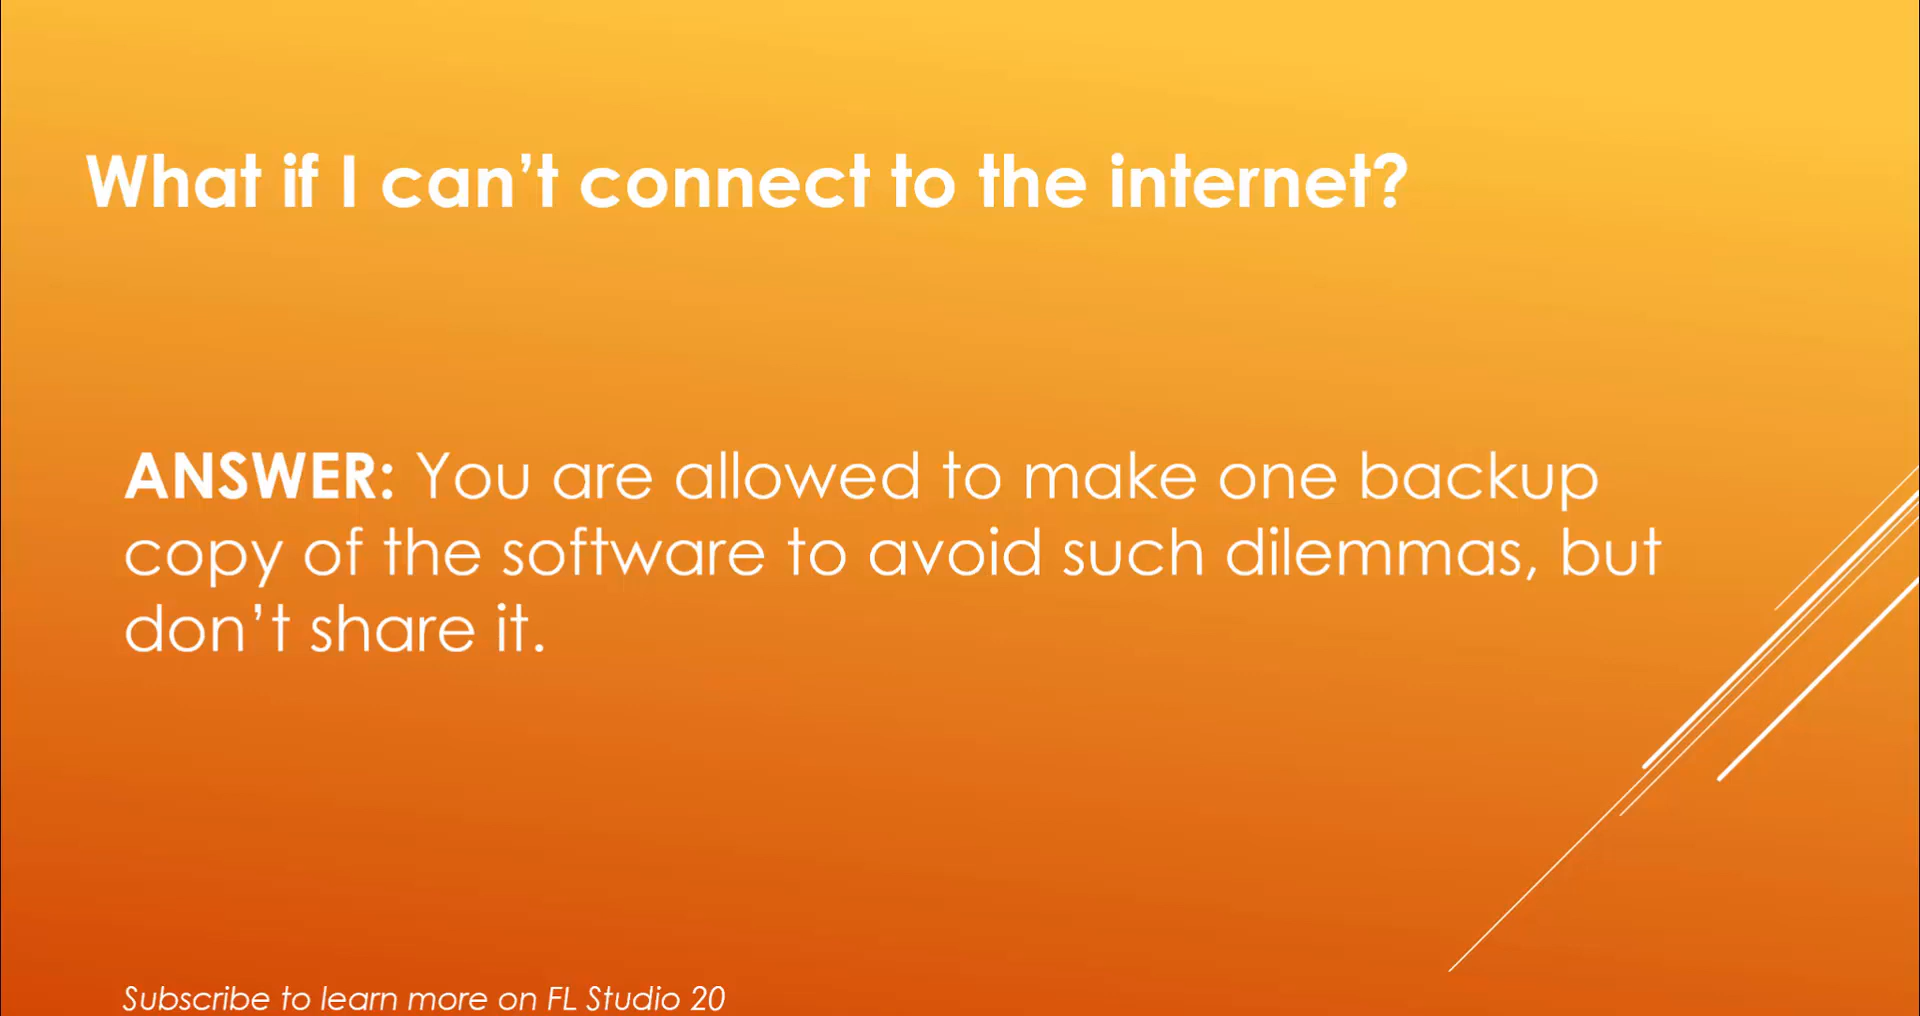 What if I can’t connect to the internet?
ANSWER: You are allowed to make one backup
copy of the software to avoid such dilemmas, but
don’t share it.
Subscribe to learn more on FL Studio 20